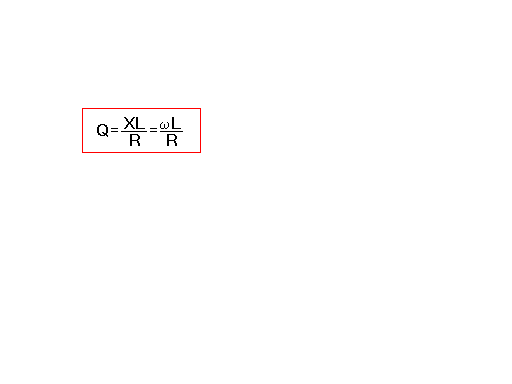 Q = XL/R = ωL/R